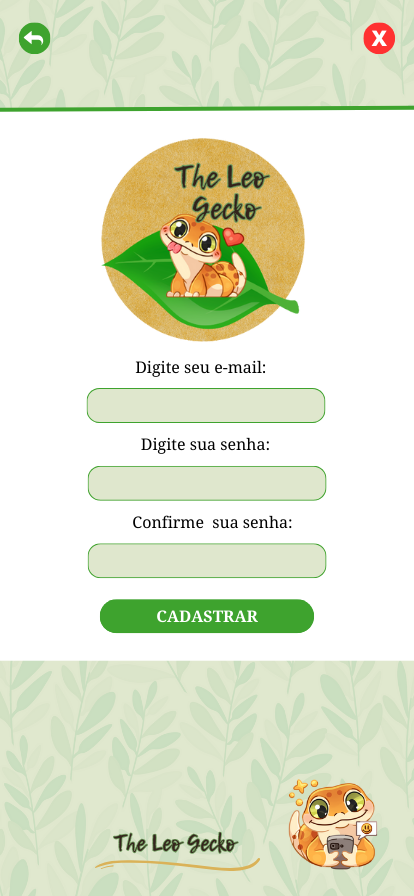 X
The Leo
Gecko
Digite seu e-mail:
Digite sua senha:
Confirme  sua senha:
CADASTRAR
The Leo Gecko